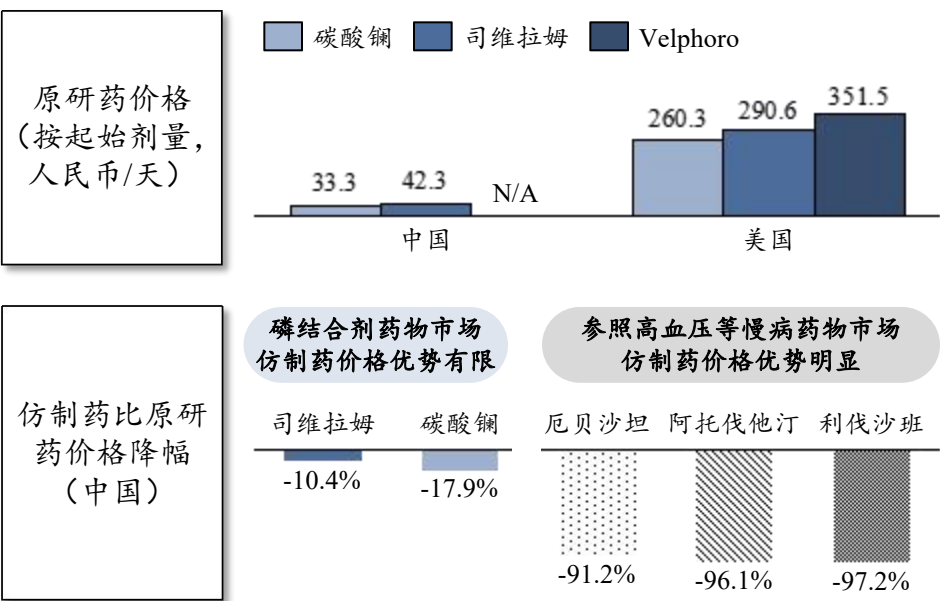 碳酸镧 司维拉姆 Velphoro
原研药价格
（按起始剂量，
人民币/天）
33.3 42.3 N/A 260.3 290.6 351.5
中国 美国
磷结合剂药物市场
仿制药价格优势有限
参照高血压等慢病药物市场
仿制药价格优势明显
仿制药比原研
药价格降幅
（中国）
司维拉姆 碳酸镧 厄贝沙坦 阿托伐他汀 利伐沙班
-10.4% -17.9% -91.2% -96.1% -97.2%